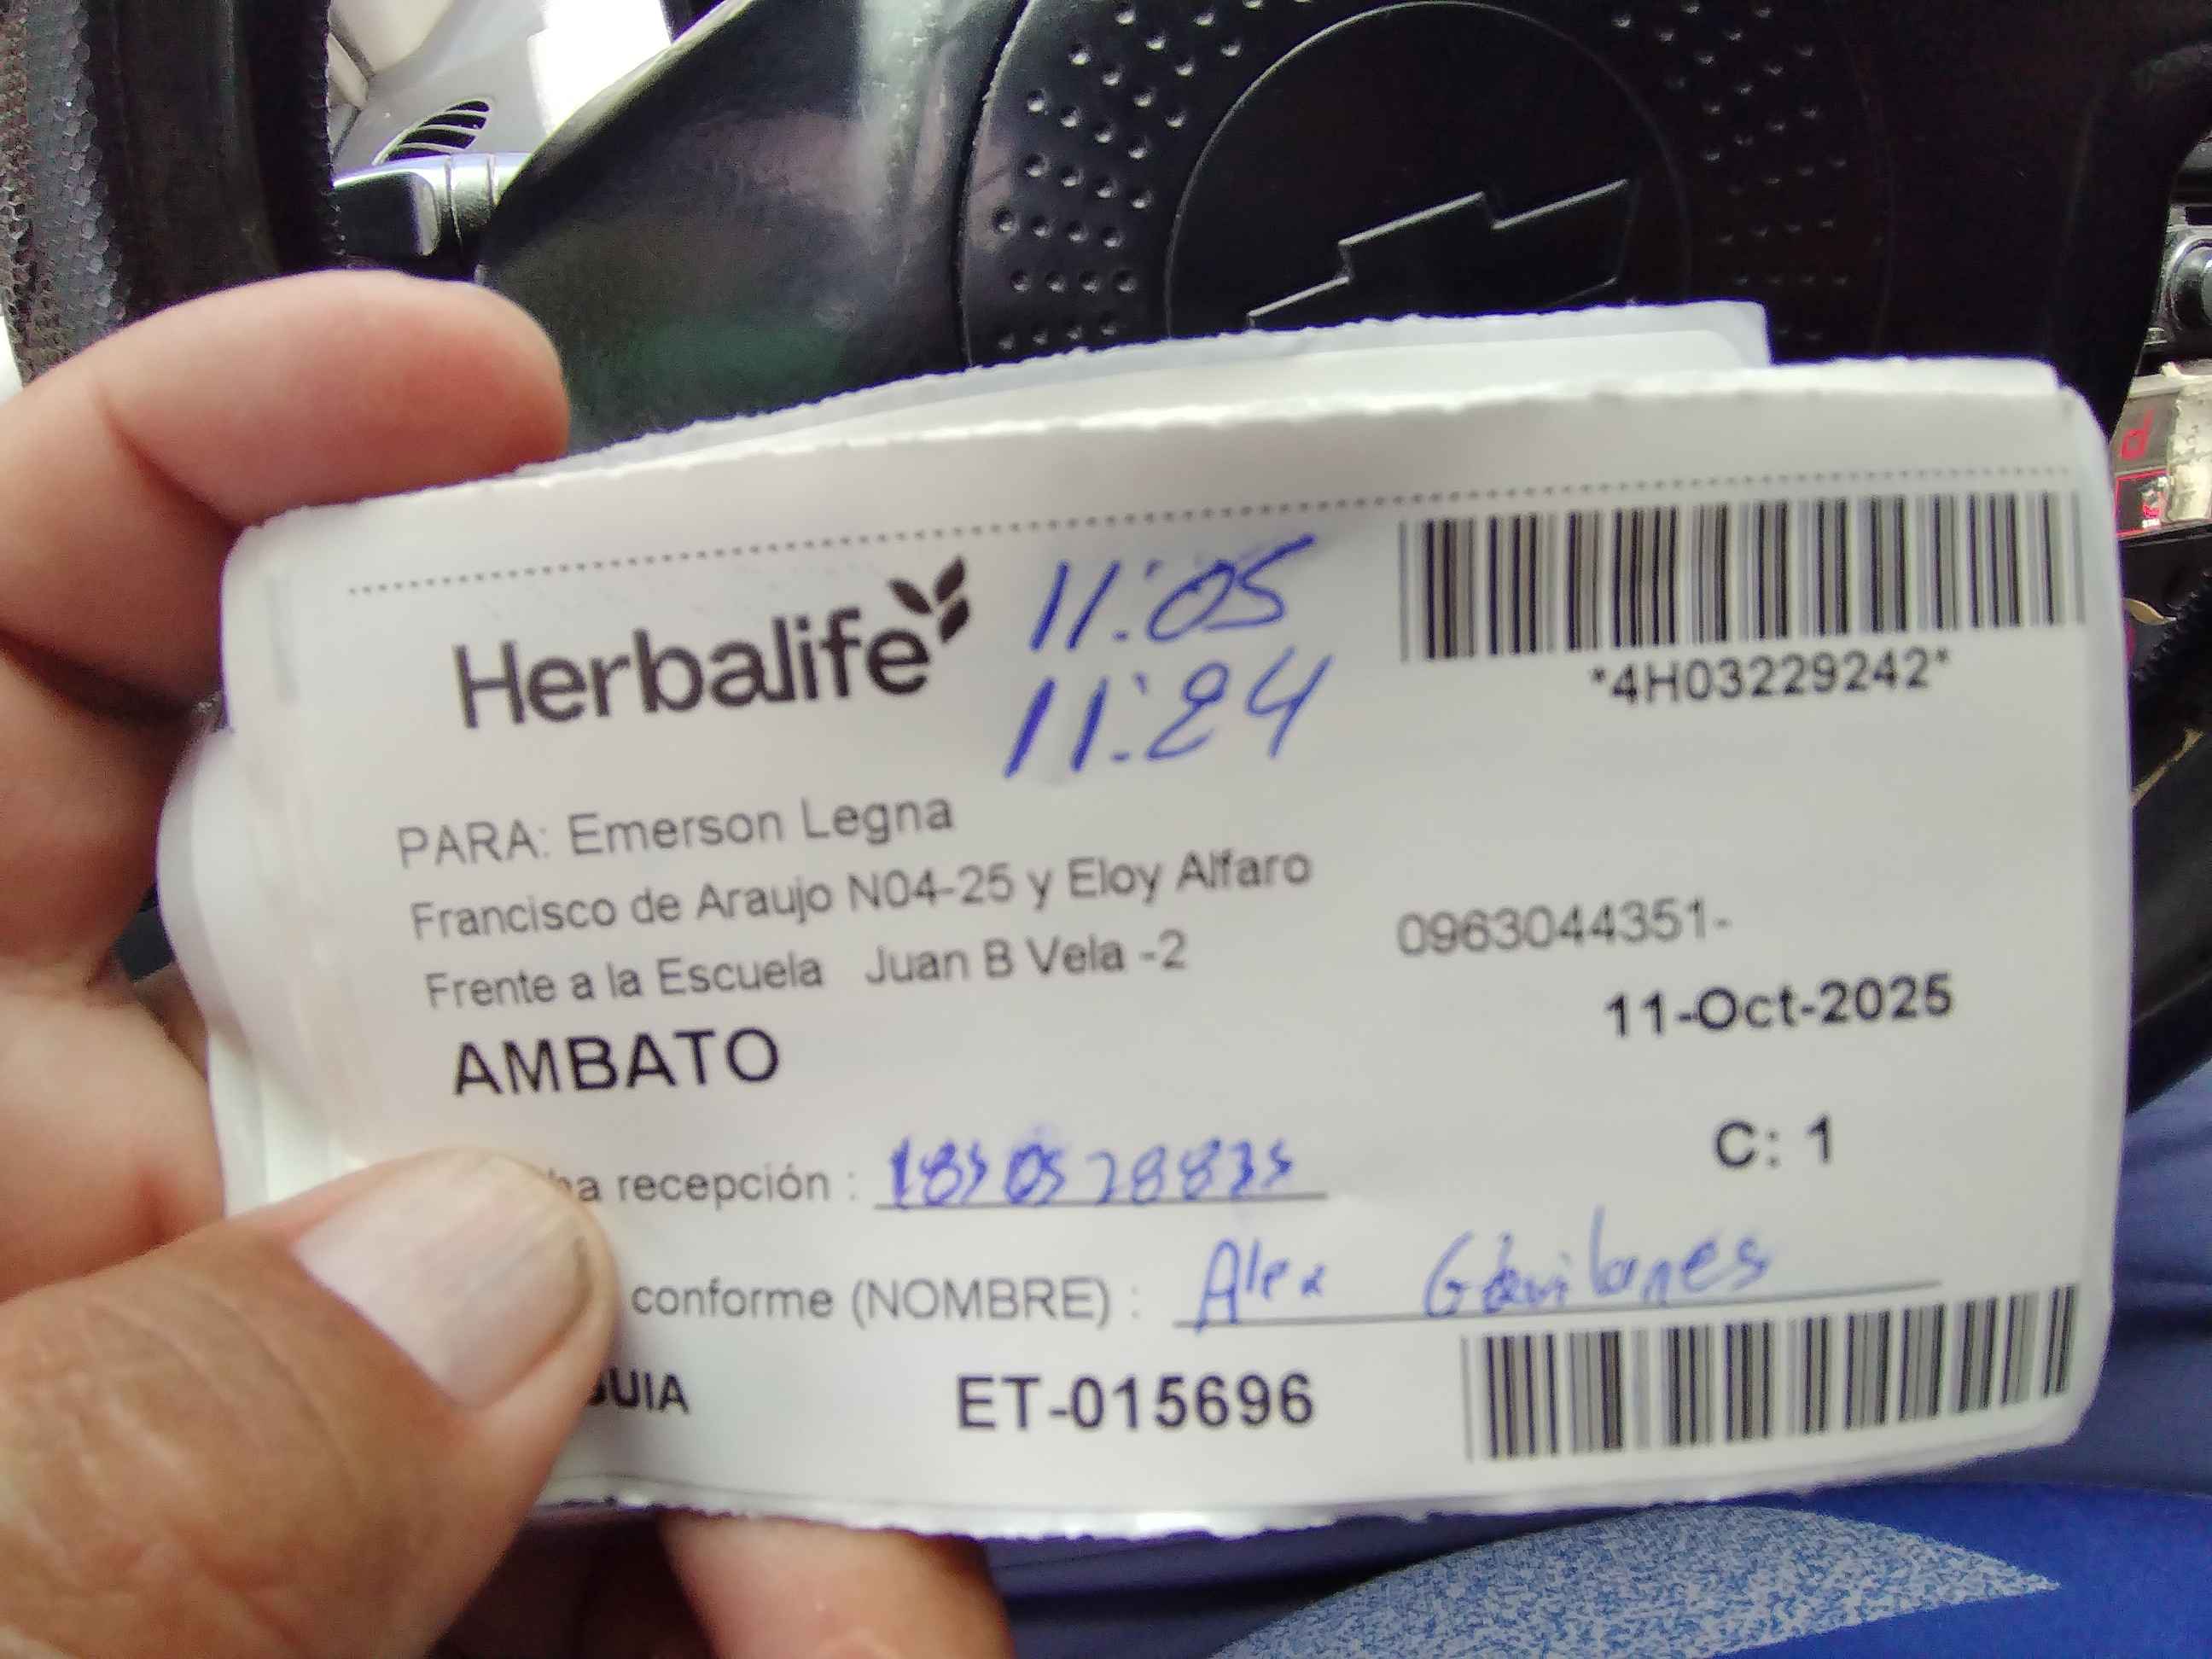 Herbalife
11:05
11:24
*4H03229242*
PARA: Emerson Legna
Francisco de Araujo N04-25 y Eloy Alfaro
0963044351-
Frente a la Escuela Juan B Vela -2
11-Oct-2025
AMBATO
C: 1
recepción :
conforme (NOMBRE) : Alex Gavilanes
ET-015696